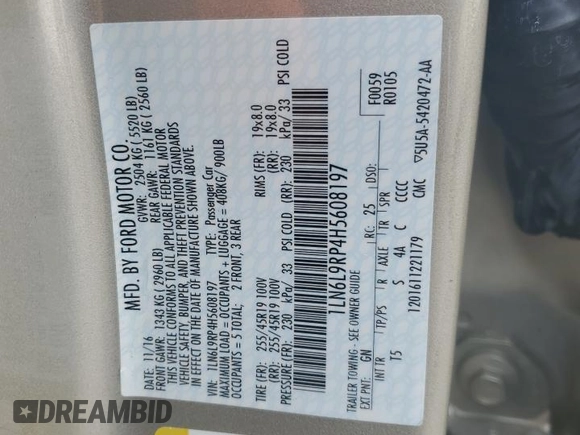 MFD. BY FORD MOTOR CO.
DATE: 11/16 GVWR: 2504 KG ( 5520 LB)
FRONT GAWR: 1343 KG ( 2960 LB) REAR GAWR: 1161 KG ( 2560 LB)
THIS VEHICLE CONFORMS TO ALL APPLICABLE FEDERAL MOTOR
VEHICLE SAFETY, BUMPER, AND THEFT PREVENTION STANDARDS
IN EFFECT ON THE DATE OF MANUFACTURE SHOWN ABOVE.
VIN: 1LN6L9RP4H5608197 TYPE: Passenger Car
MAXIMUM LOAD = OCCUPANTS + LUGGAGE = 408KG/ 900LB
OCCUPANTS = 5 TOTAL; 2 FRONT, 3 REAR
TIRE (FR): 255/45R19 100V RIMS (FR): 19x8.0
TIRE (RR): 255/45R19 100V RIMS (RR): 19x8.0
PRESSURE (FR): 230 kPa/ 33 PSI COLD (RR): 230 kPa/ 33 PSI COLD
1LN6L9RP4H5608197
TRAILER TOWING - SEE OWNER GUIDE
F0059
R0105
EXT PNT: GN RC: 25 DSO:
INT TR TP/PS R AXLE TR SPR
T5 S 4A C CCCC
1201611221179 GMC 5U5A-5420472-AA
DREAMBID